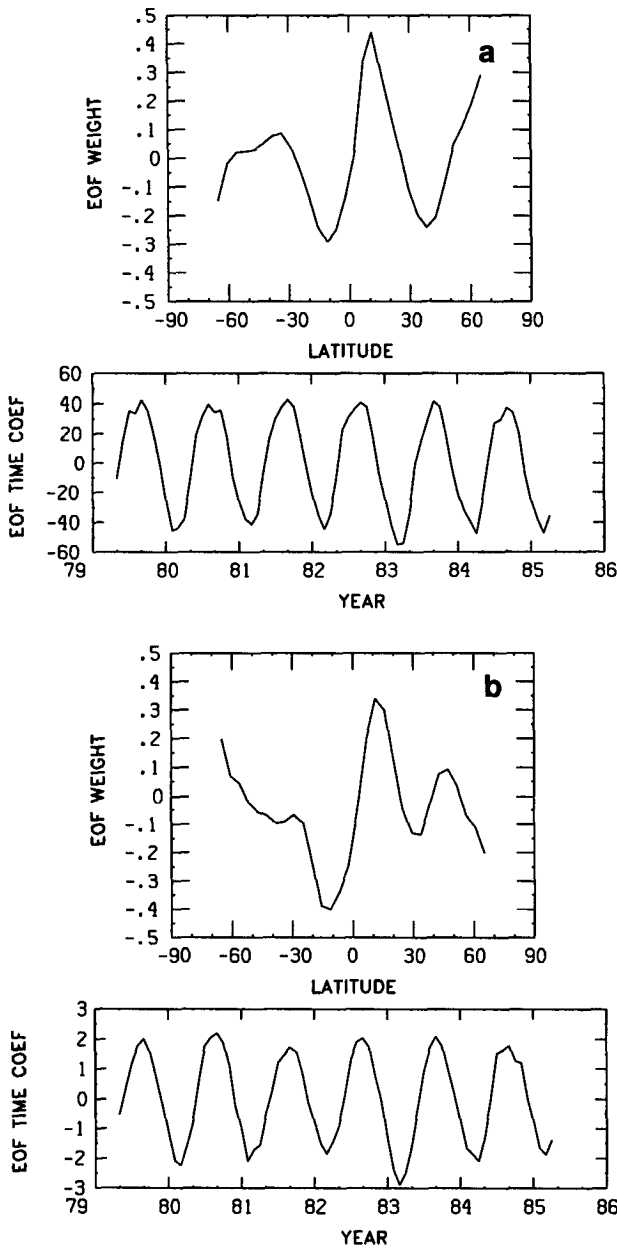 a
EOF WEIGHT
.5
.4
.3
.2
.1
0
-.1
-.2
-.3
-.4
-.5
-90 -60 -30 0 30 60 90
LATITUDE
EOF TIME COEF
60
40
20
0
-20
-40
-60
79 80 81 82 83 84 85 86
YEAR
b
EOF WEIGHT
.5
.4
.3
.2
.1
0
-.1
-.2
-.3
-.4
-.5
-90 -60 -30 0 30 60 90
LATITUDE
EOF TIME COEF
3
2
1
0
-1
-2
-3
79 80 81 82 83 84 85 86
YEAR